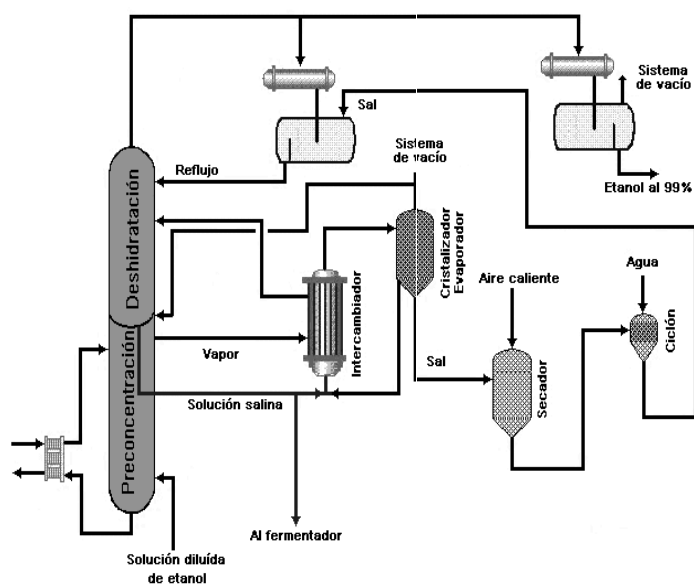 Sistema
de vacío
Sal
Sistema
de vacío
Reflujo
Etanol al 99%
Deshidratación
Cristalizador
Evaporador
Agua
Aire caliente
Intercambiador
Ciclón
Vapor
Sal
Secador
Preconcentración
Solución salina
Al fermentador
Solución diluída
de etanol